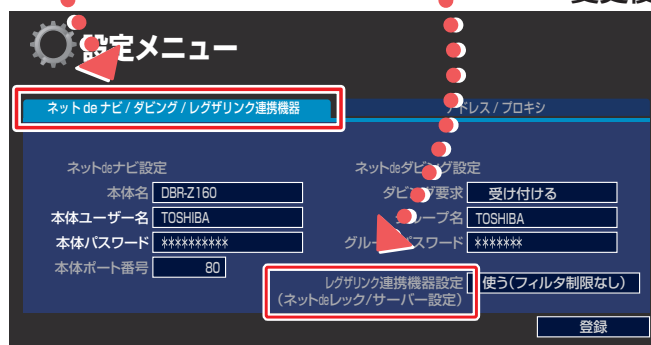 設定メニュー
ネット de ナビ / ダビング / レグザリンク連携機器
ドレス / プロキシ
ネットdeナビ設定
ネットdeダビング設定
本体名 DBR-Z160
ダビング要求 受け付ける
本体ユーザー名 TOSHIBA
グループ名 TOSHIBA
本体パスワード **********
グループパスワード *******
本体ポート番号 80
レグザリンク連携機器設定 使う(フィルタ制限なし)
(ネットdeレック/サーバー設定)
登録